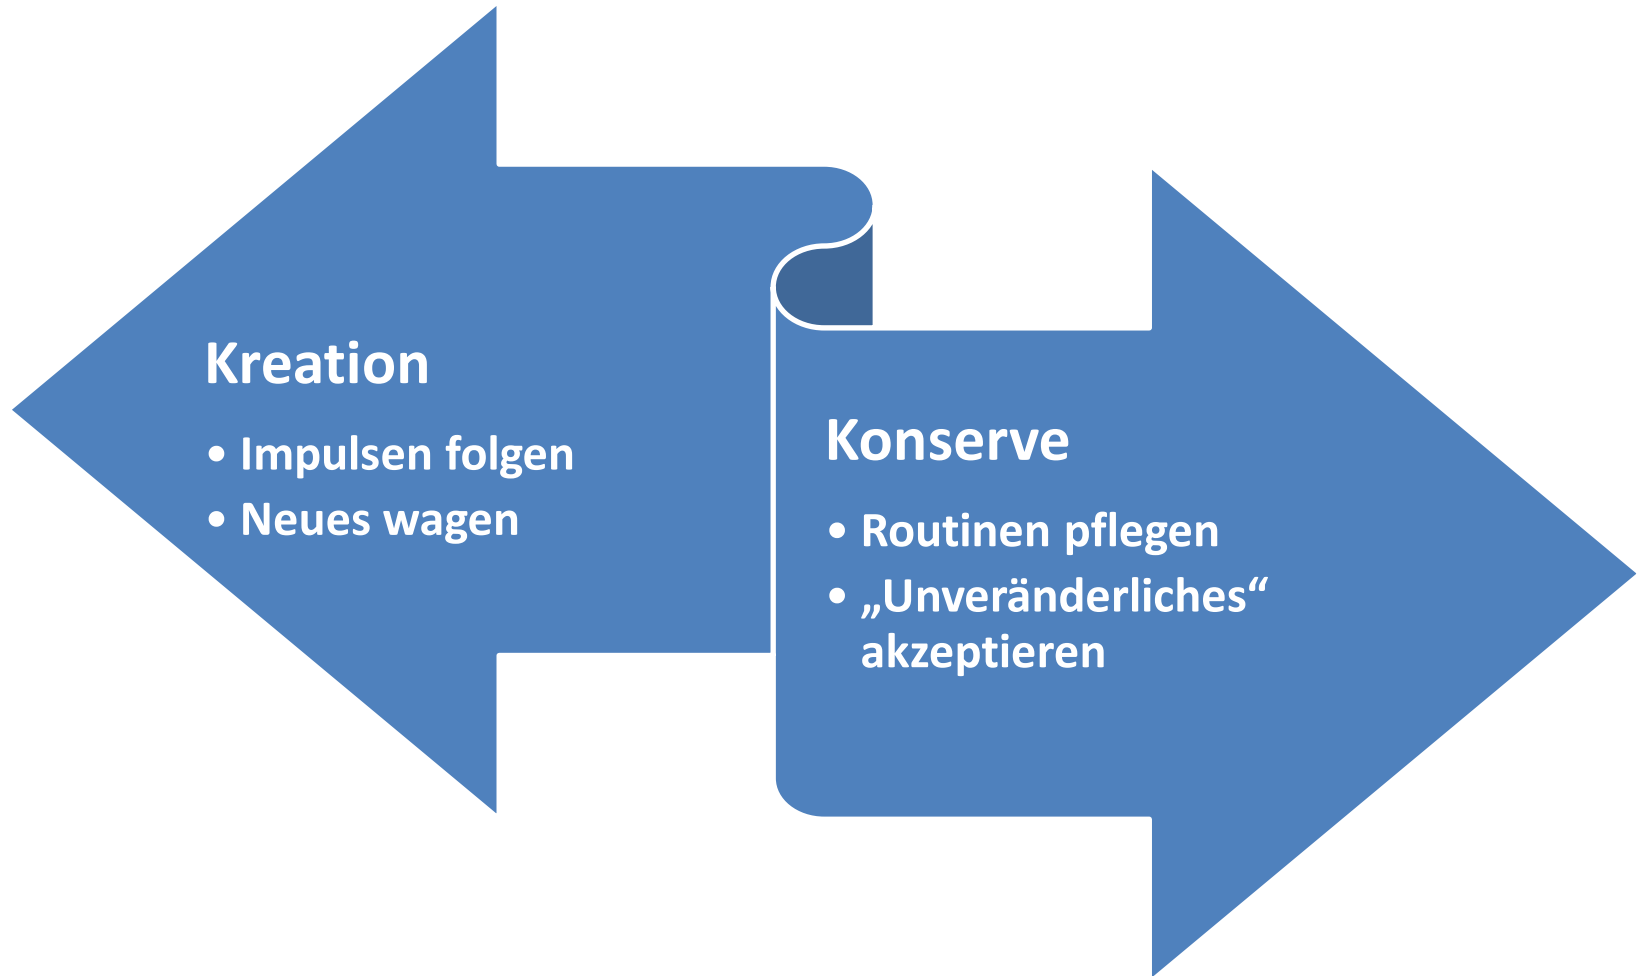 Kreation
• Impulsen folgen
• Neues wagen
Konserve
• Routinen pflegen
• „Unveränderliches“
akzeptieren